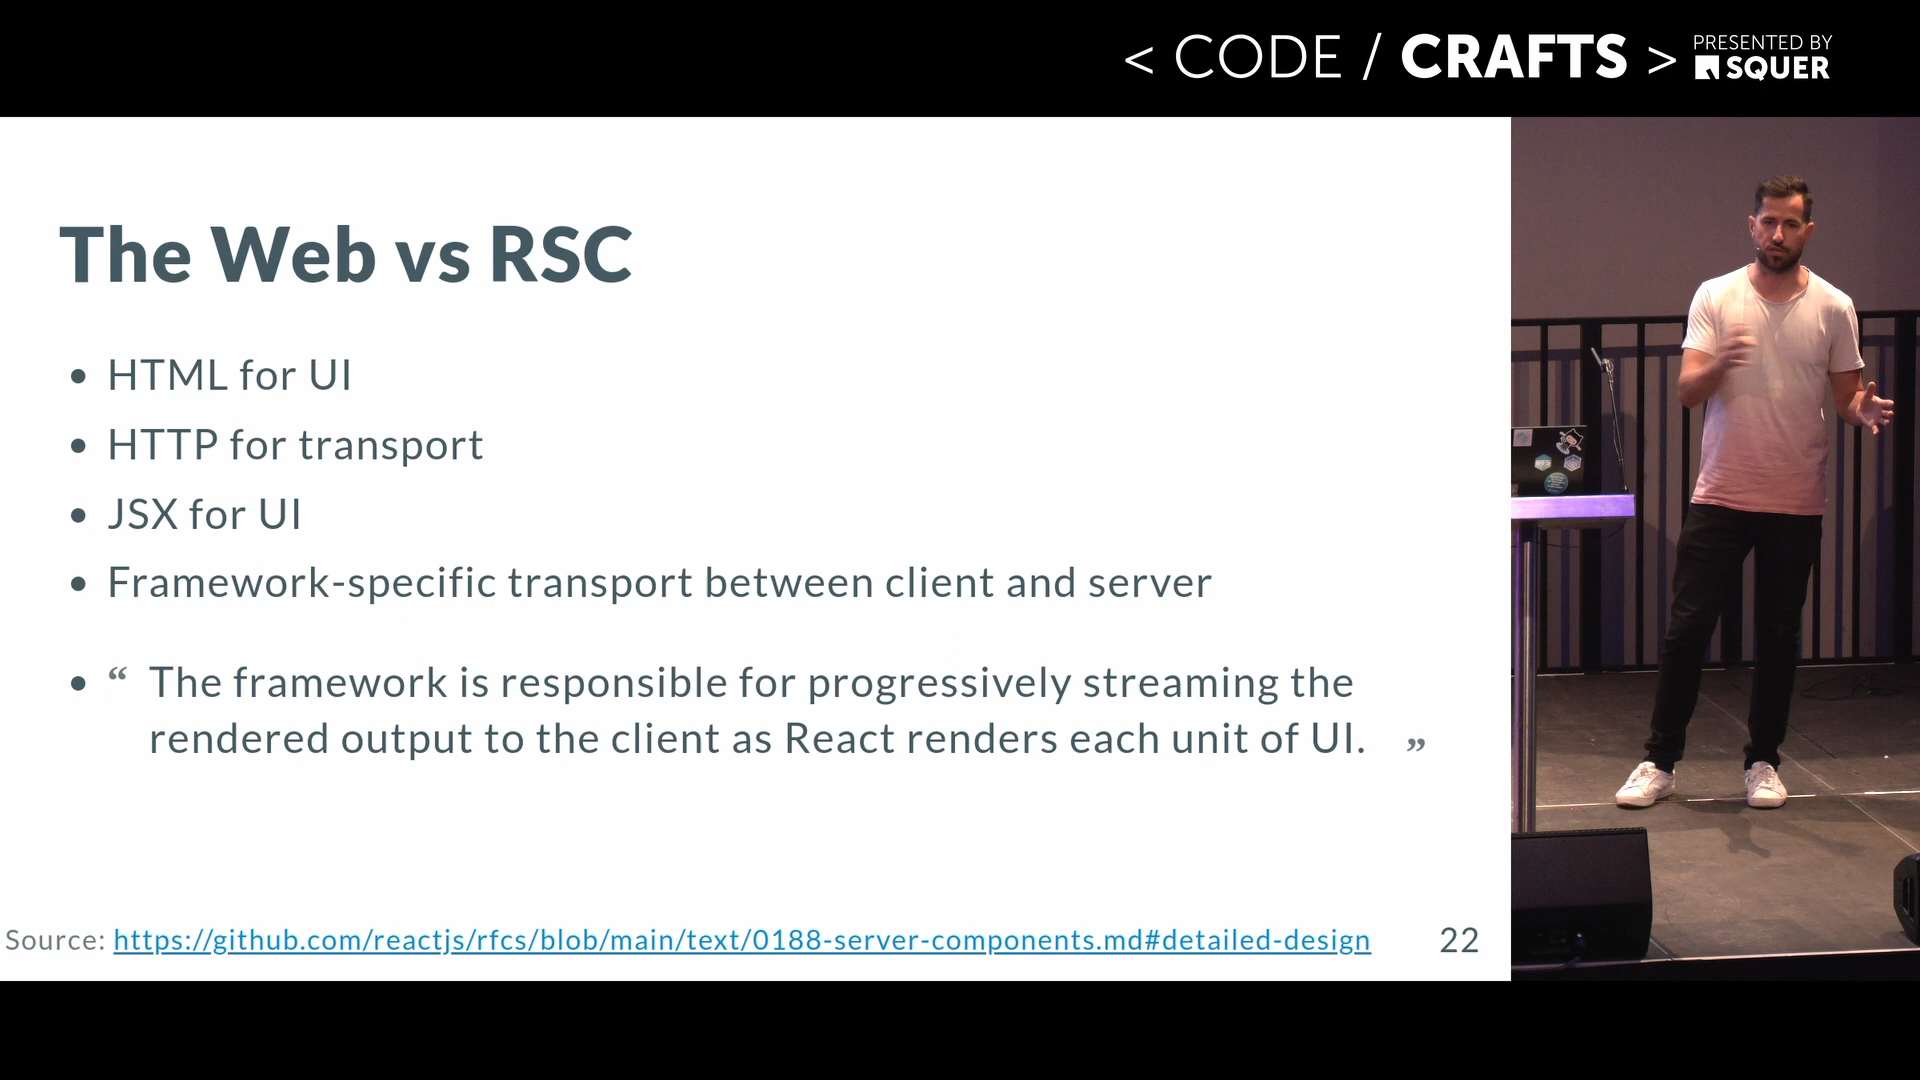 < CODE / CRAFTS > PRESENTED BY
SQUER
The Web vs RSC
• HTML for UI
• HTTP for transport
• JSX for UI
• Framework-specific transport between client and server
• “ The framework is responsible for progressively streaming the
rendered output to the client as React renders each unit of UI. ”
Source: https://github.com/reactjs/rfcs/blob/main/text/0188-server-components.md#detailed-design
22